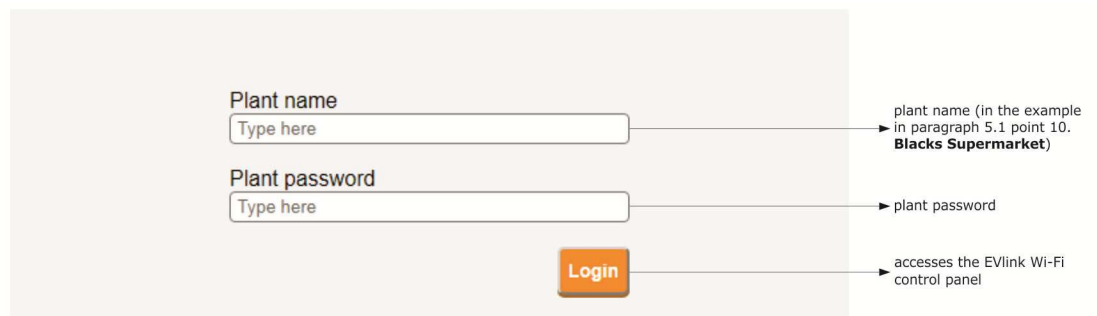 Plant name
Type here
plant name (in the example
in paragraph 5.1 point 10.
Blacks Supermarket)
Plant password
Type here
plant password
Login
accesses the EVlink Wi-Fi
control panel